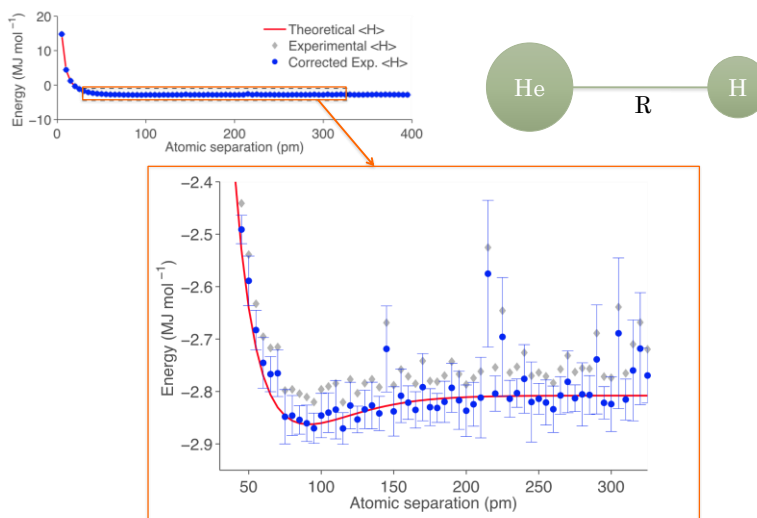 Energy (MJ mol⁻¹)
20
10
0
−10
Theoretical <H>
Experimental <H>
Corrected Exp. <H>
0
100
200
300
400
Atomic separation (pm)
He
R
H
Energy (MJ mol⁻¹)
−2.4
−2.5
−2.6
−2.7
−2.8
−2.9
50
100
150
200
250
300
Atomic separation (pm)